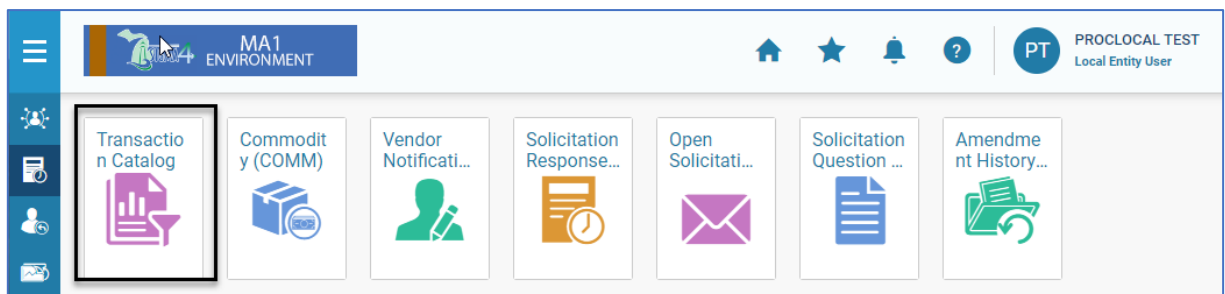 MA1
ENVIRONMENT
?
PT
PROCLOCAL TEST
Local Entity User
Transactio
n Catalog
Commodit
y (COMM)
Vendor
Notificati...
Solicitation
Response...
Open
Solicitati...
Solicitation
Question ...
Amendme
nt History...